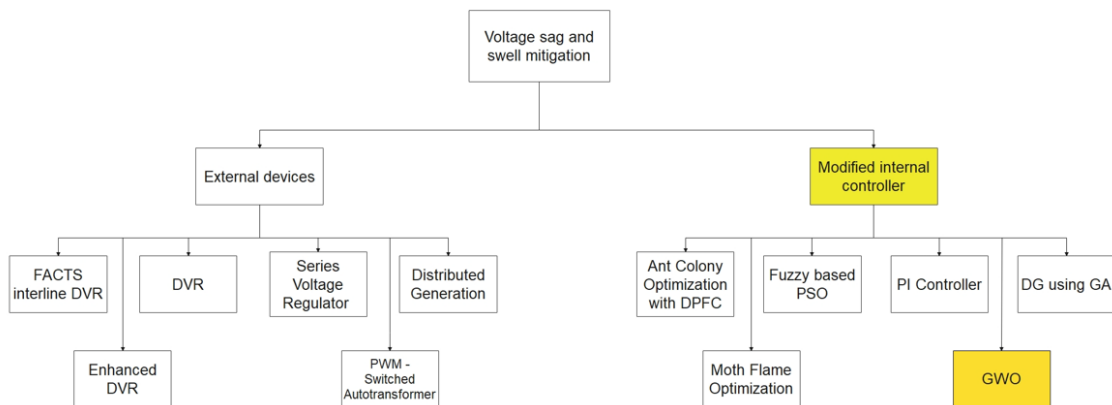 Voltage sag and
swell mitigation
External devices
Modified internal
controller
FACTS
interline DVR
DVR
Series
Voltage
Regulator
Distributed
Generation
Ant Colony
Optimization
with DPFC
Fuzzy based
PSO
PI Controller
DG using GA
Enhanced
DVR
PWM -
Switched
Autotransformer
Moth Flame
Optimization
GWO